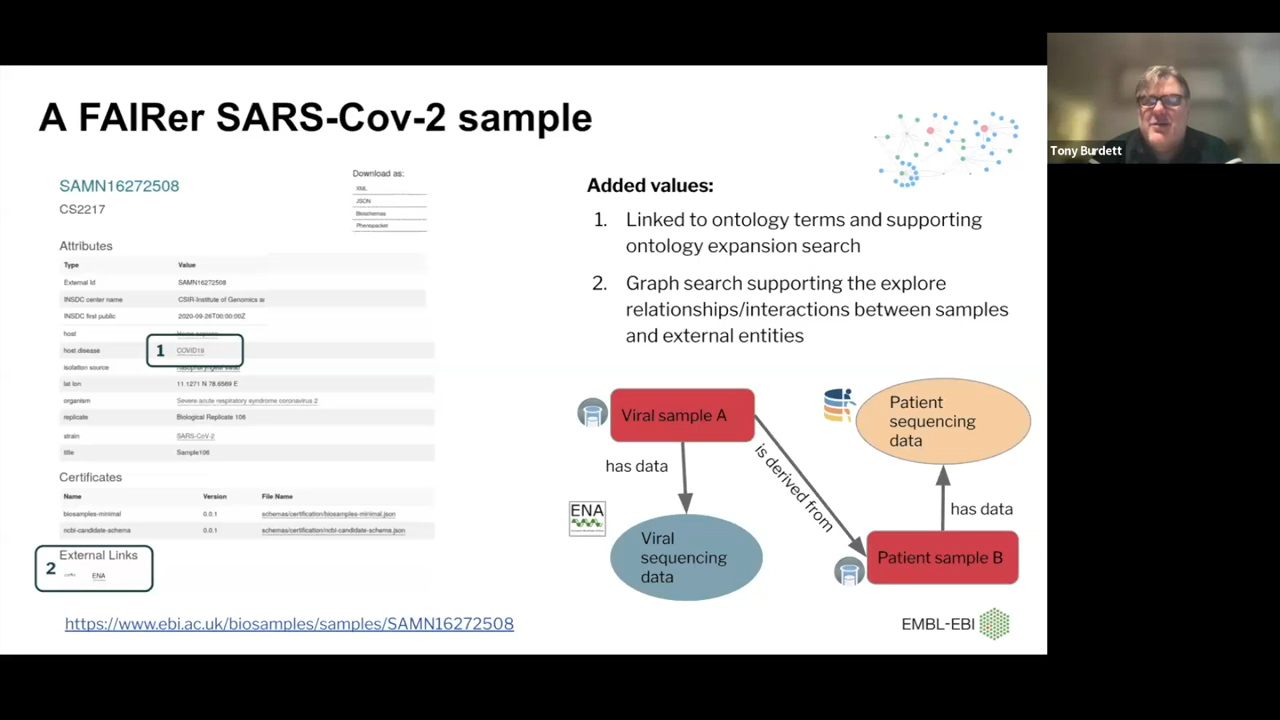 A FAIRer SARS-Cov-2 sample
Tony Burdett
SAMN16272508
CS2217
Download as:
XML
JSON
Bioschemas
Phenopacket
Attributes
Type Value
External Id SAMN16272508
INSDC center name CSIR-Institute of Genomics
INSDC first public 2020-09-26T00:00:00Z
host Homo sapiens
host disease 1 COVID19
isolation source
lat lon 11.1271 N 78.6569 E
organism Severe acute respiratory syndrome coronavirus 2
replicate Biological Replicate 106
strain SARS-CoV-2
title Sample106
Certificates
Name Version File Name
biosamples-minimal 0.0.1 schemas/certification/biosamples-minimal.json
ncbi-candidate-schema 0.0.1 schemas/certification/ncbi-candidate-schema.json
External Links
2 ENA
https://www.ebi.ac.uk/biosamples/samples/SAMN16272508
Added values:
1. Linked to ontology terms and supporting
ontology expansion search
2. Graph search supporting the explore
relationships/interactions between samples
and external entities
Viral sample A
has data
is derived from
ENA
Viral
sequencing
data
Patient
sequencing
data
has data
Patient sample B
EMBL-EBI